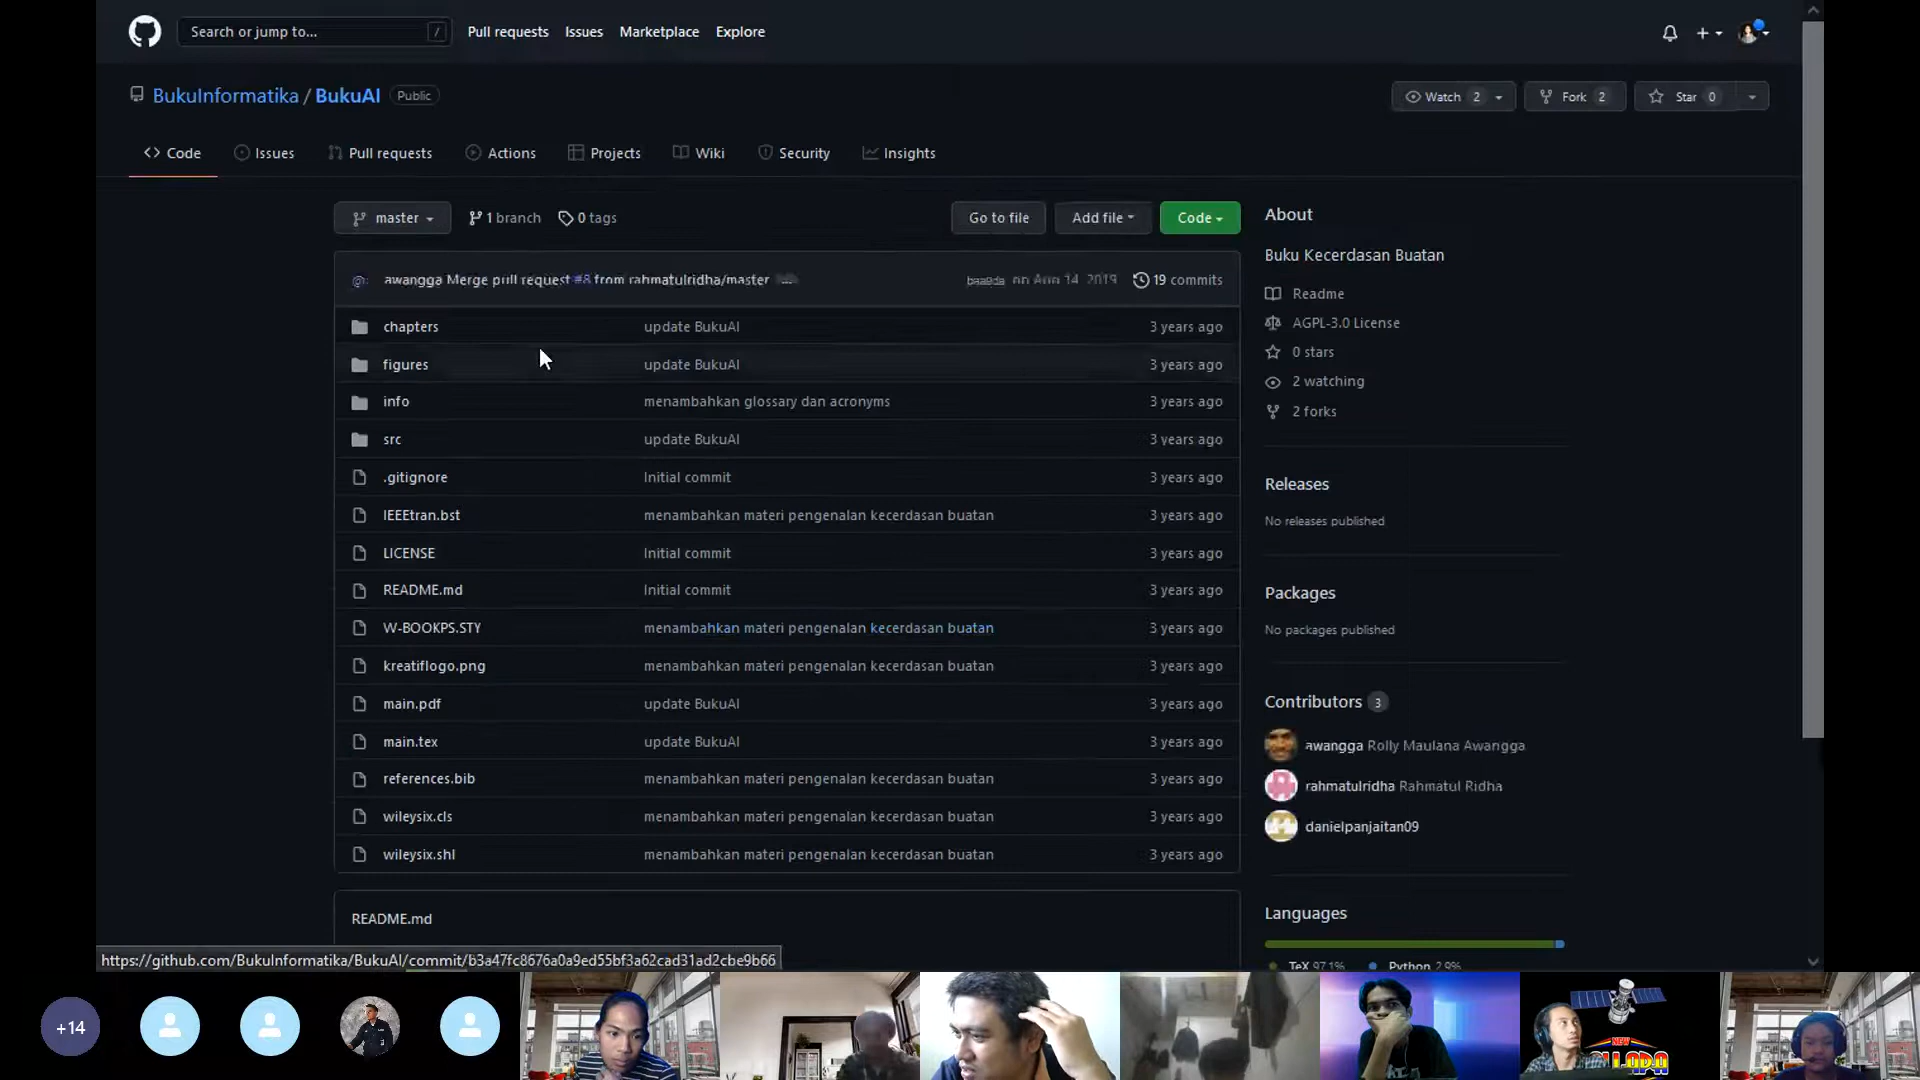 Search or jump to... /
Pull requests
Issues
Marketplace
Explore
BukuInformatika / BukuAI Public
Watch 2
Fork 2
Star 0
Code
Issues
Pull requests
Actions
Projects
Wiki
Security
Insights
master
1 branch
0 tags
Go to file
Add file
Code
awangga Merge pull request #8 from rahmatulridha/master ...
on Aug 14, 2019
19 commits
chapters update BukuAI 3 years ago
figures update BukuAI 3 years ago
info menambahkan glossary dan acronyms 3 years ago
src update BukuAI 3 years ago
.gitignore Initial commit 3 years ago
IEEEtran.bst menambahkan materi pengenalan kecerdasan buatan 3 years ago
LICENSE Initial commit 3 years ago
README.md Initial commit 3 years ago
W-BOOKPS.STY menambahkan materi pengenalan kecerdasan buatan 3 years ago
kreatiflogo.png menambahkan materi pengenalan kecerdasan buatan 3 years ago
main.pdf update BukuAI 3 years ago
main.tex update BukuAI 3 years ago
references.bib menambahkan materi pengenalan kecerdasan buatan 3 years ago
wileysix.cls menambahkan materi pengenalan kecerdasan buatan 3 years ago
wileysix.shl menambahkan materi pengenalan kecerdasan buatan 3 years ago
README.md
About
Buku Kecerdasan Buatan
Readme
AGPL-3.0 License
0 stars
2 watching
2 forks
Releases
No releases published
Packages
No packages published
Contributors 3
awangga Rolly Maulana Awangga
rahmatulridha Rahmatul Ridha
danielpanjaitan09
Languages
TeX 97.1%
Python 2.9%
https://github.com/BukuInformatika/BukuAI/commit/b3a47fc8676a0a9ed55bf3a62cad31ad2cbe9b66
+14
NEW